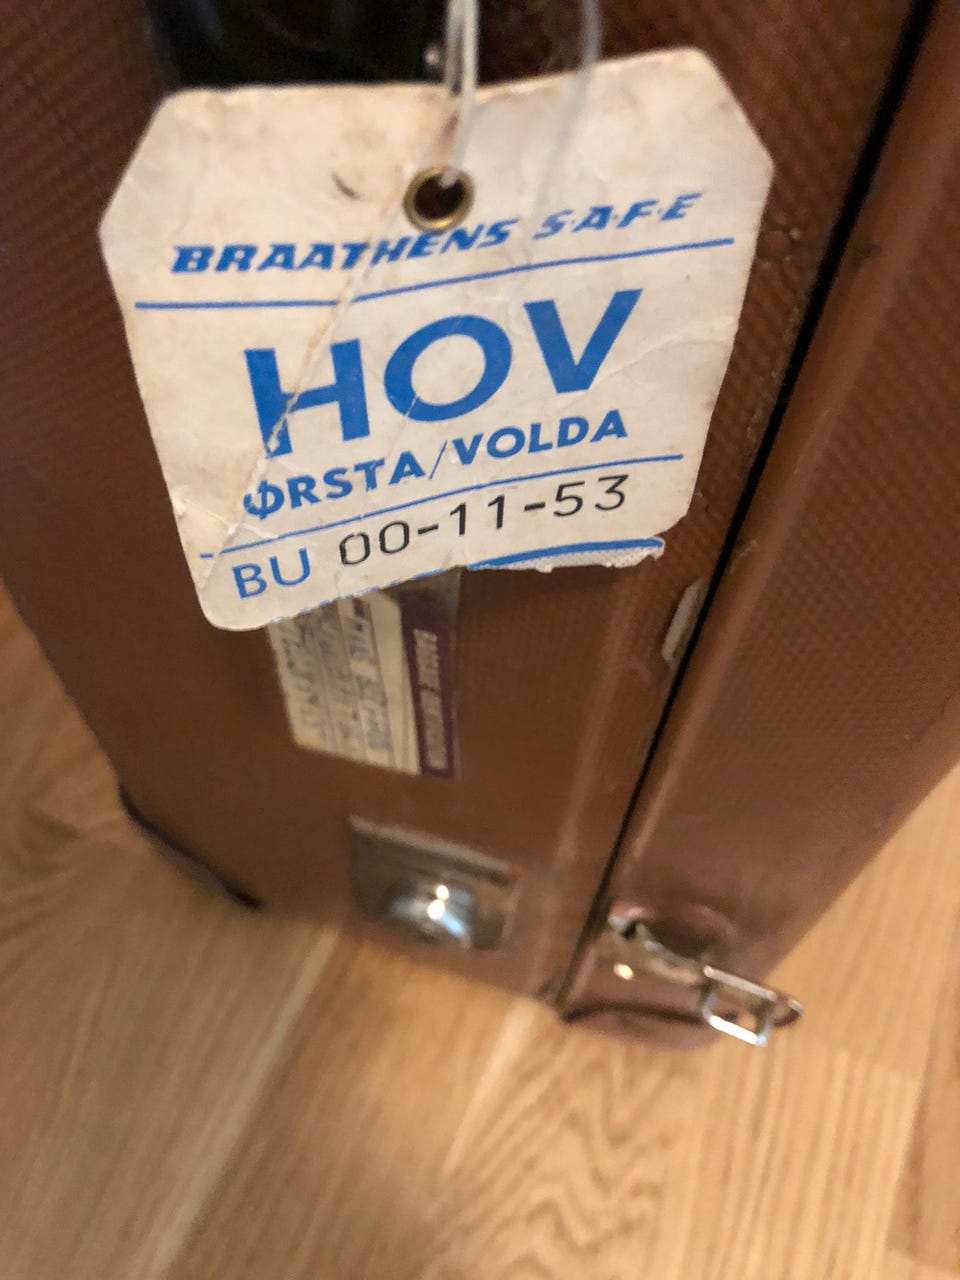 BRAATHENS S·A·F·E
HOV
ØRSTA/VOLDA
BU 00-11-53